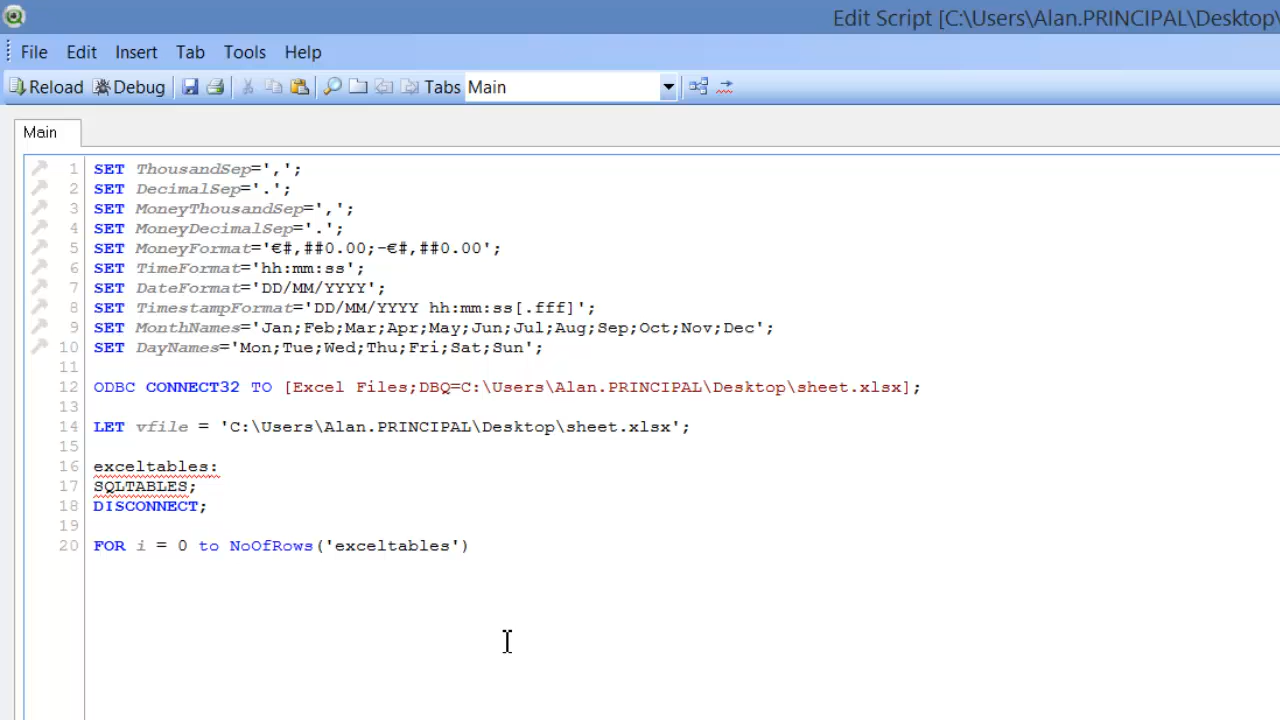 Edit Script [C:\Users\Alan.PRINCIPAL\Desktop\
File Edit Insert Tab Tools Help
Reload Debug Tabs Main
Main
1 SET ThousandSep=',';
2 SET DecimalSep='.';
3 SET MoneyThousandSep=',';
4 SET MoneyDecimalSep='.';
5 SET MoneyFormat='€#,##0.00;-€#,##0.00';
6 SET TimeFormat='hh:mm:ss';
7 SET DateFormat='DD/MM/YYYY';
8 SET TimestampFormat='DD/MM/YYYY hh:mm:ss[.fff]';
9 SET MonthNames='Jan;Feb;Mar;Apr;May;Jun;Jul;Aug;Sep;Oct;Nov;Dec';
10 SET DayNames='Mon;Tue;Wed;Thu;Fri;Sat;Sun';
11
12 ODBC CONNECT32 TO [Excel Files;DBQ=C:\Users\Alan.PRINCIPAL\Desktop\sheet.xlsx];
13
14 LET vfile = 'C:\Users\Alan.PRINCIPAL\Desktop\sheet.xlsx';
15
16 exceltables:
17 SQLTABLES;
18 DISCONNECT;
19
20 FOR i = 0 to NoOfRows('exceltables')